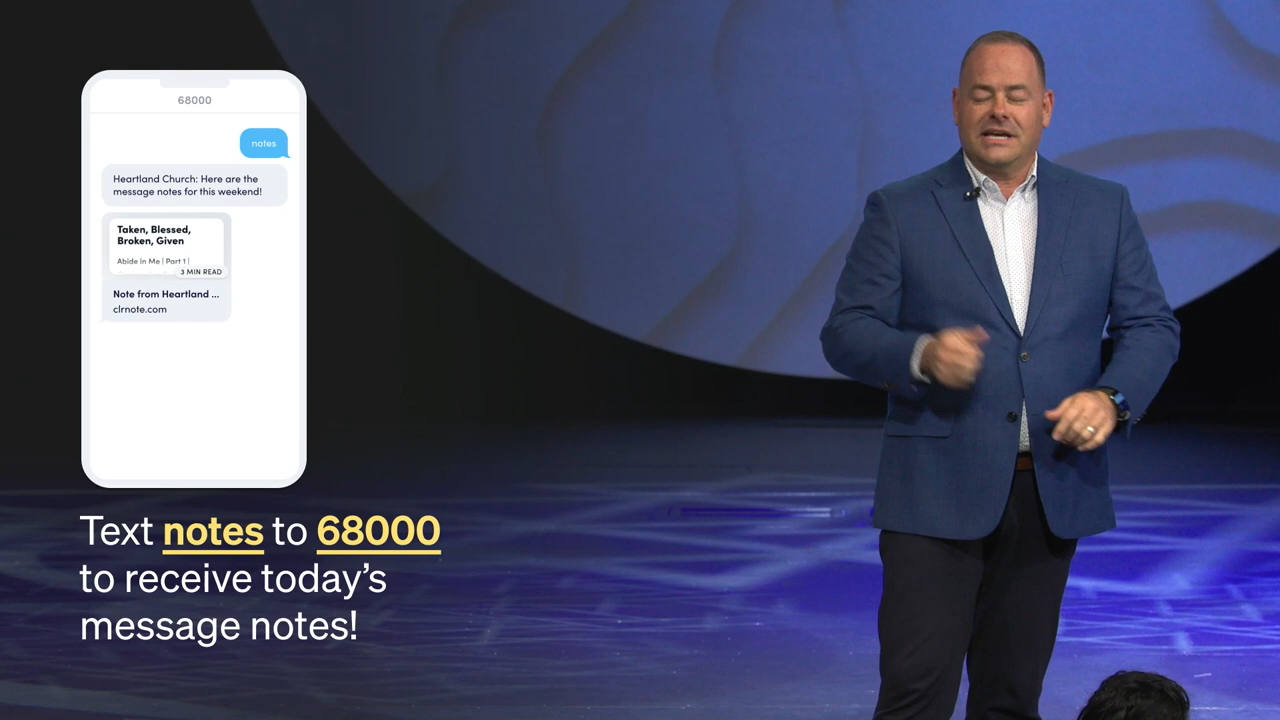 68000
notes
Heartland Church: Here are the
message notes for this weekend!
Taken, Blessed,
Broken, Given
Abide in Me | Part 1 |
3 MIN READ
Note from Heartland ...
clrnote.com
Text notes to 68000
to receive today’s
message notes!